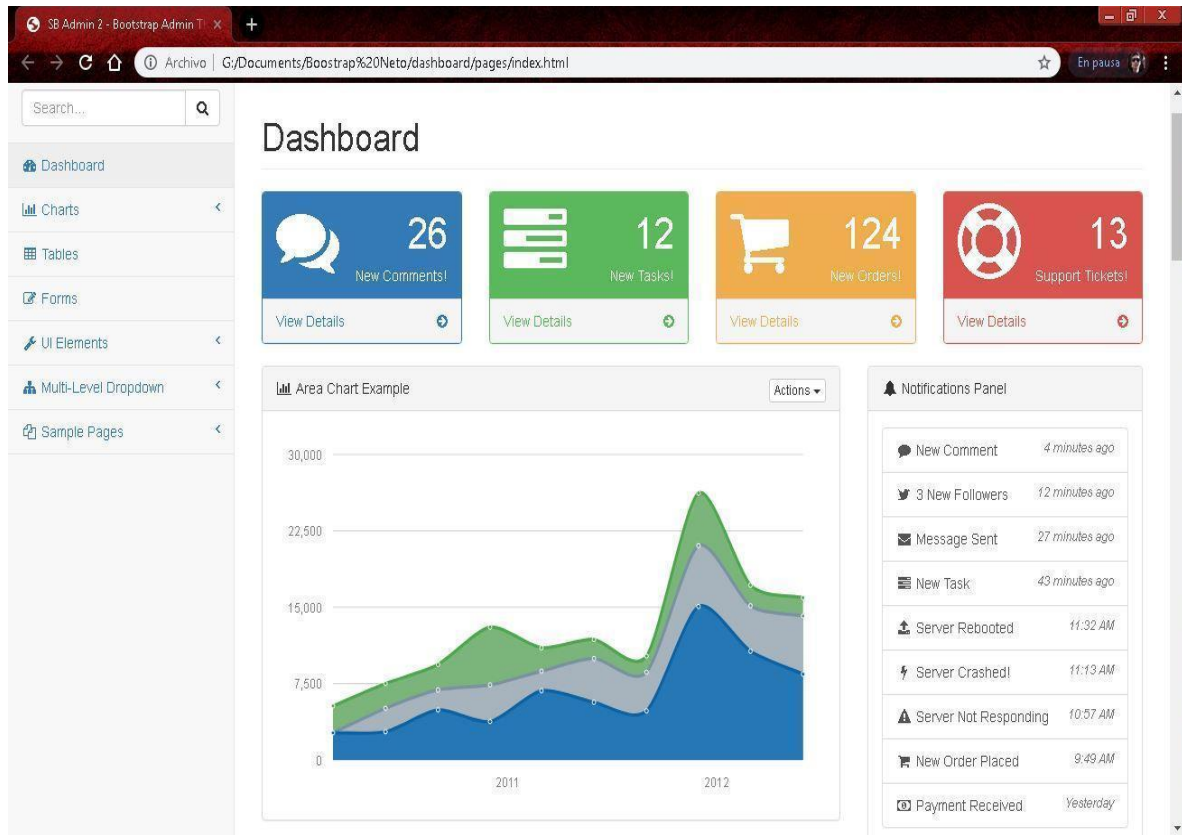 SB Admin 2 - Bootstrap Admin T
Archivo
G:/Documents/Boostrap%20Neto/dashboard/pages/index.html
En pausa
Search...
Dashboard
Charts
Tables
Forms
UI Elements
Multi-Level Dropdown
Sample Pages
Dashboard
26
New Comments!
View Details
12
New Tasks!
View Details
124
New Orders!
View Details
13
Support Tickets!
View Details
Area Chart Example
Actions
30,000
22,500
15,000
7,500
0
2011
2012
Notifications Panel
New Comment 4 minutes ago
3 New Followers 12 minutes ago
Message Sent 27 minutes ago
New Task 43 minutes ago
Server Rebooted 11:32 AM
Server Crashed! 11:13 AM
Server Not Responding 10:57 AM
New Order Placed 9:49 AM
Payment Received Yesterday